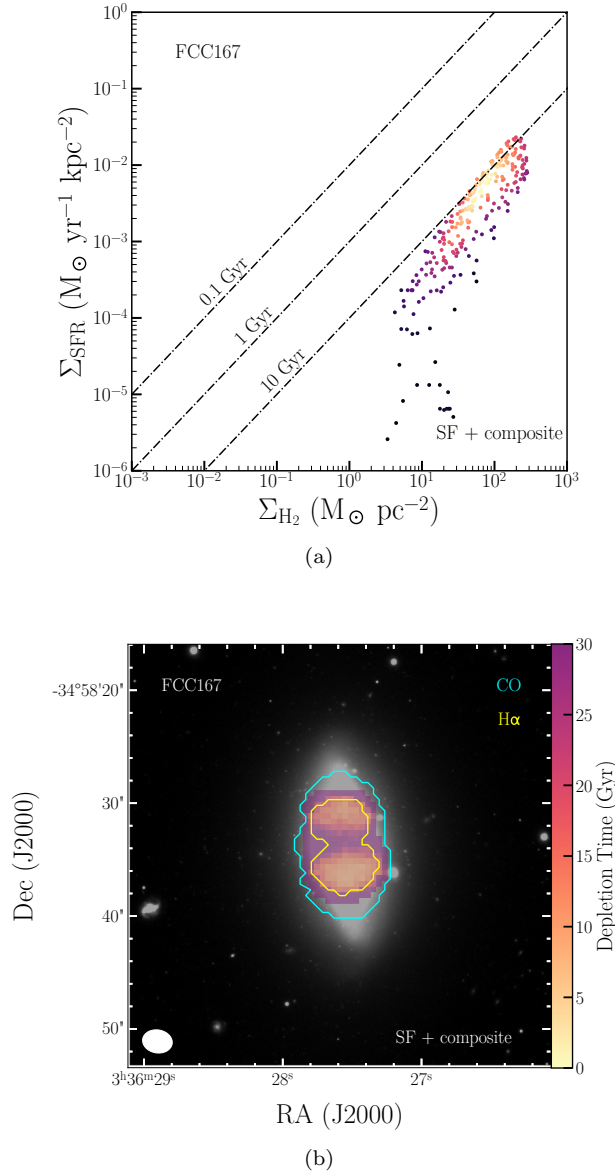 FCC167
10⁰
10⁻¹
10⁻²
10⁻³
10⁻⁴
10⁻⁵
10⁻⁶
Σ_SFR (M⊙ yr⁻¹ kpc⁻²)
0.1 Gyr
1 Gyr
10 Gyr
SF + composite
10⁻³ 10⁻² 10⁻¹ 10⁰ 10¹ 10² 10³
Σ_H₂ (M⊙ pc⁻²)
(a)
FCC167
CO
Hα
-34°58'20"
30"
40"
50"
Dec (J2000)
SF + composite
3ʰ36ᵐ29ˢ 28ˢ 27ˢ
RA (J2000)
30
25
20
15
10
5
0
Depletion Time (Gyr)
(b)